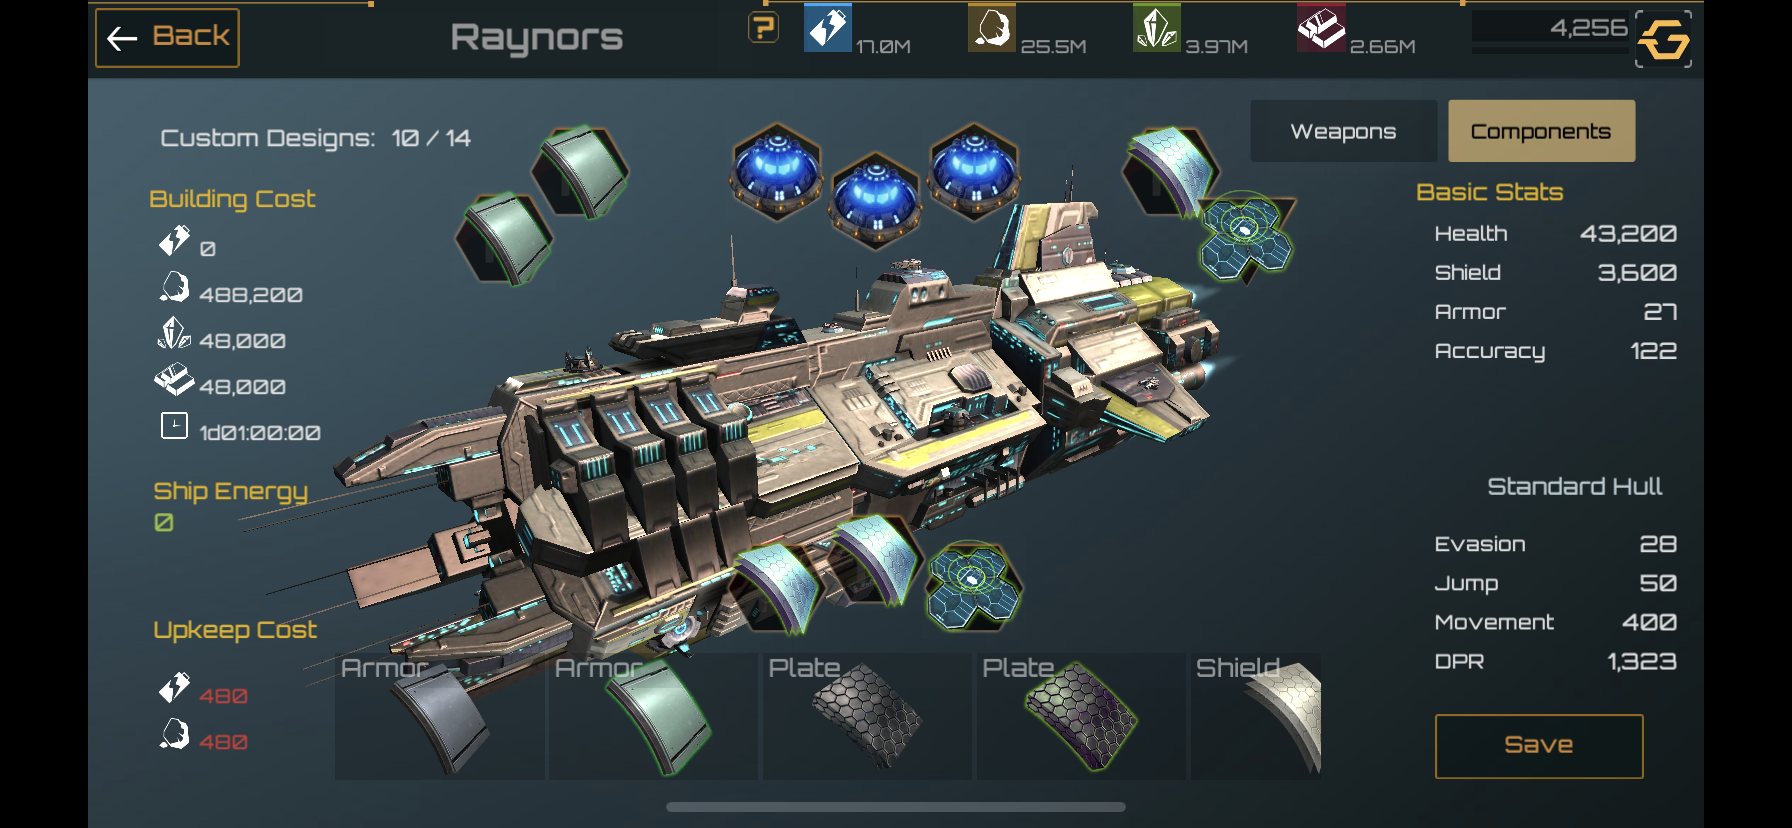 Back
Raynors
?
17.0M
25.5M
3.97M
2.66M
4,256
Custom Designs: 10 / 14
Weapons
Components
Building Cost
0
488,200
48,000
48,000
1d01:00:00
Ship Energy
0
Upkeep Cost
480
480
Basic Stats
Health 43,200
Shield 3,600
Armor 27
Accuracy 122
Standard Hull
Evasion 28
Jump 50
Movement 400
DPR 1,323
Armor
Armor
Plate
Plate
Shield
Save